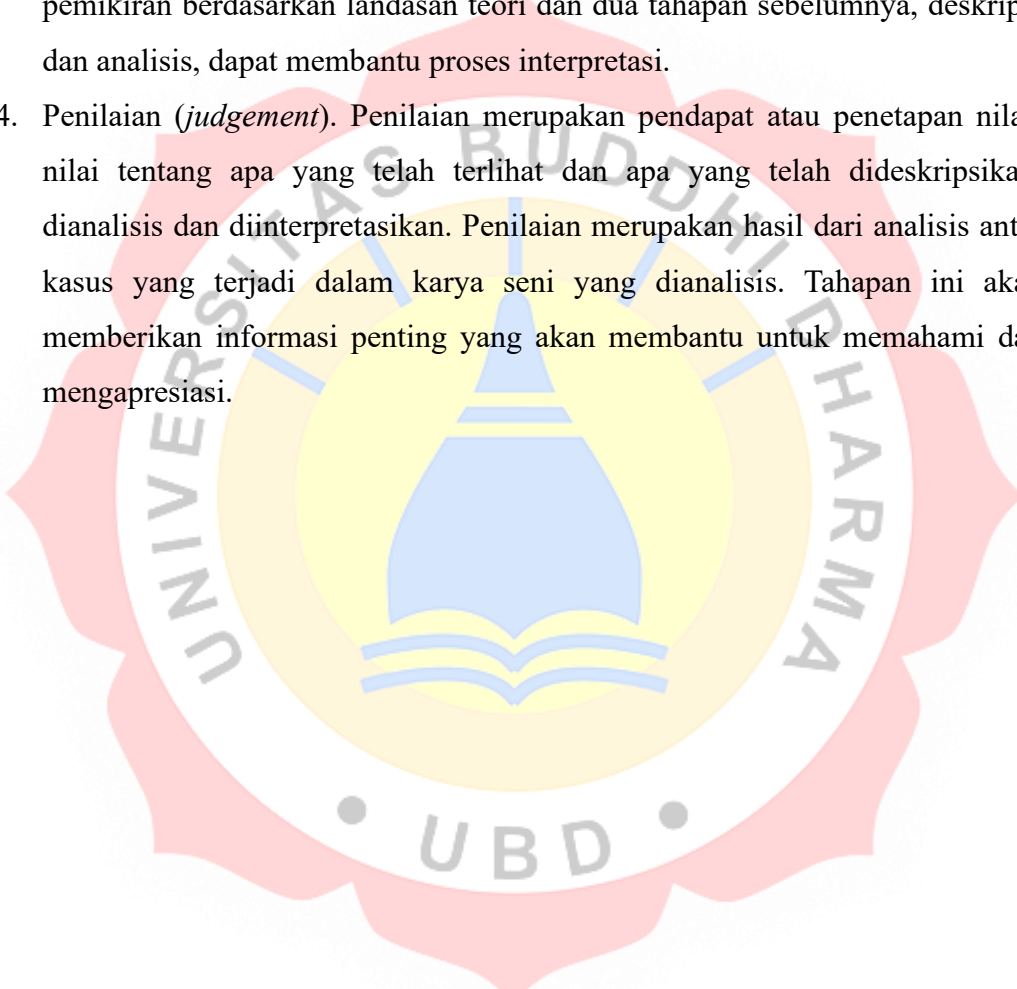 pemikiran berdasarkan landasan teori dan dua tahapan sebelumnya, deskrip
dan analisis, dapat membantu proses interpretasi.
4. Penilaian (judgement). Penilaian merupakan pendapat atau penetapan nila
nilai tentang apa yang telah terlihat dan apa yang telah dideskripsika
dianalisis dan diinterpretasikan. Penilaian merupakan hasil dari analisis ant
kasus yang terjadi dalam karya seni yang dianalisis. Tahapan ini aka
memberikan informasi penting yang akan membantu untuk memahami da
mengapresiasi.
UNIVERSITAS BUDDHI DHARMA
• UBD •